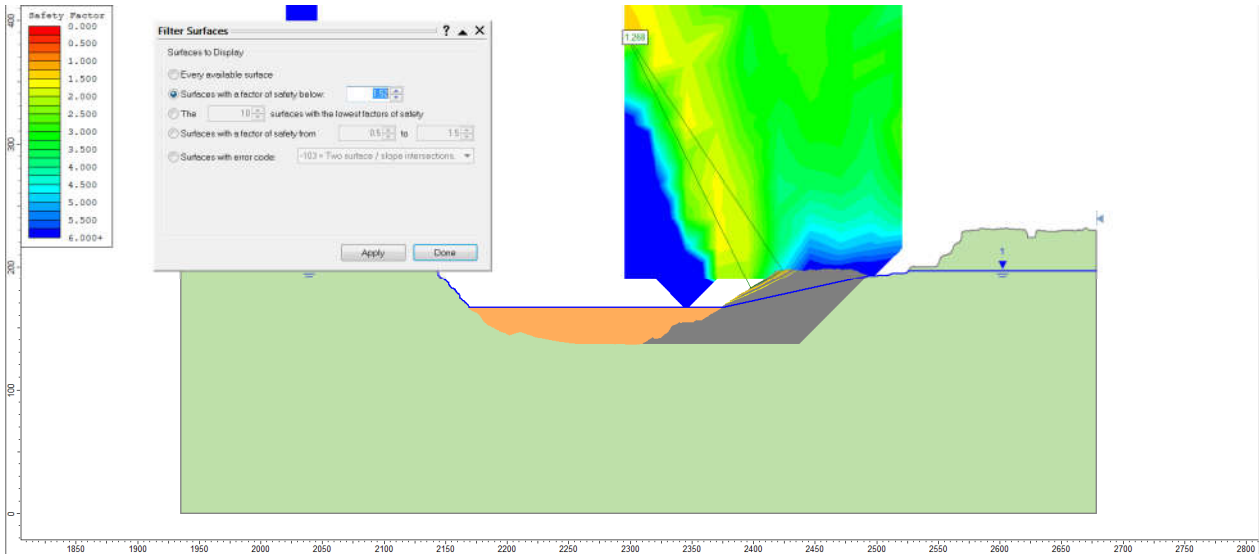 Safety Factor
0.000
0.500
1.000
1.500
2.000
2.500
3.000
3.500
4.000
4.500
5.000
5.500
6.000+
Filter Surfaces
?
Surfaces to Display
Every available surface
Surfaces with a factor of safety below: 1.52
The 10 surfaces with the lowest factors of safety
Surfaces with a factor of safety from 0.5 to 1.5
Surfaces with error code: -103 = Two surface / slope intersections.
Apply Done
1.268
1
400
300
200
100
0
1850 1900 1950 2000 2050 2100 2150 2200 2250 2300 2350 2400 2450 2500 2550 2600 2650 2700 2750 2800